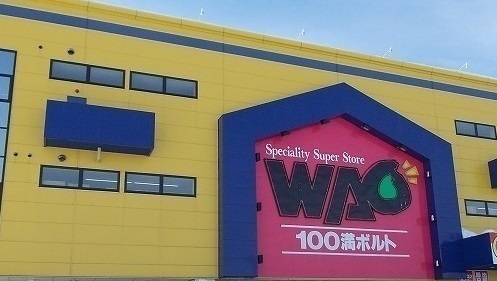 Speciality Super Store
WAO
100満ボルト